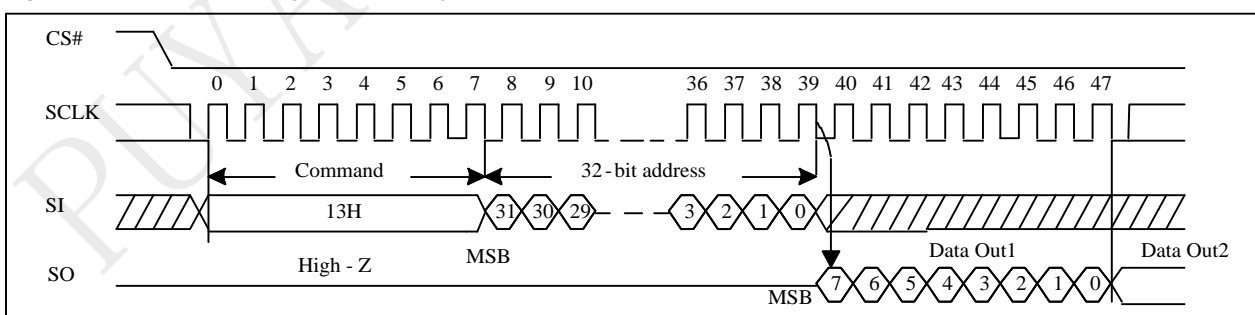 CS#
0 1 2 3 4 5 6 7 8 9 10 36 37 38 39 40 41 42 43 44 45 46 47
SCLK
Command 32-bit address
SI 13H 31 30 29 3 2 1 0
MSB Data Out1 Data Out2
SO High - Z
MSB 7 6 5 4 3 2 1 0
PUYA